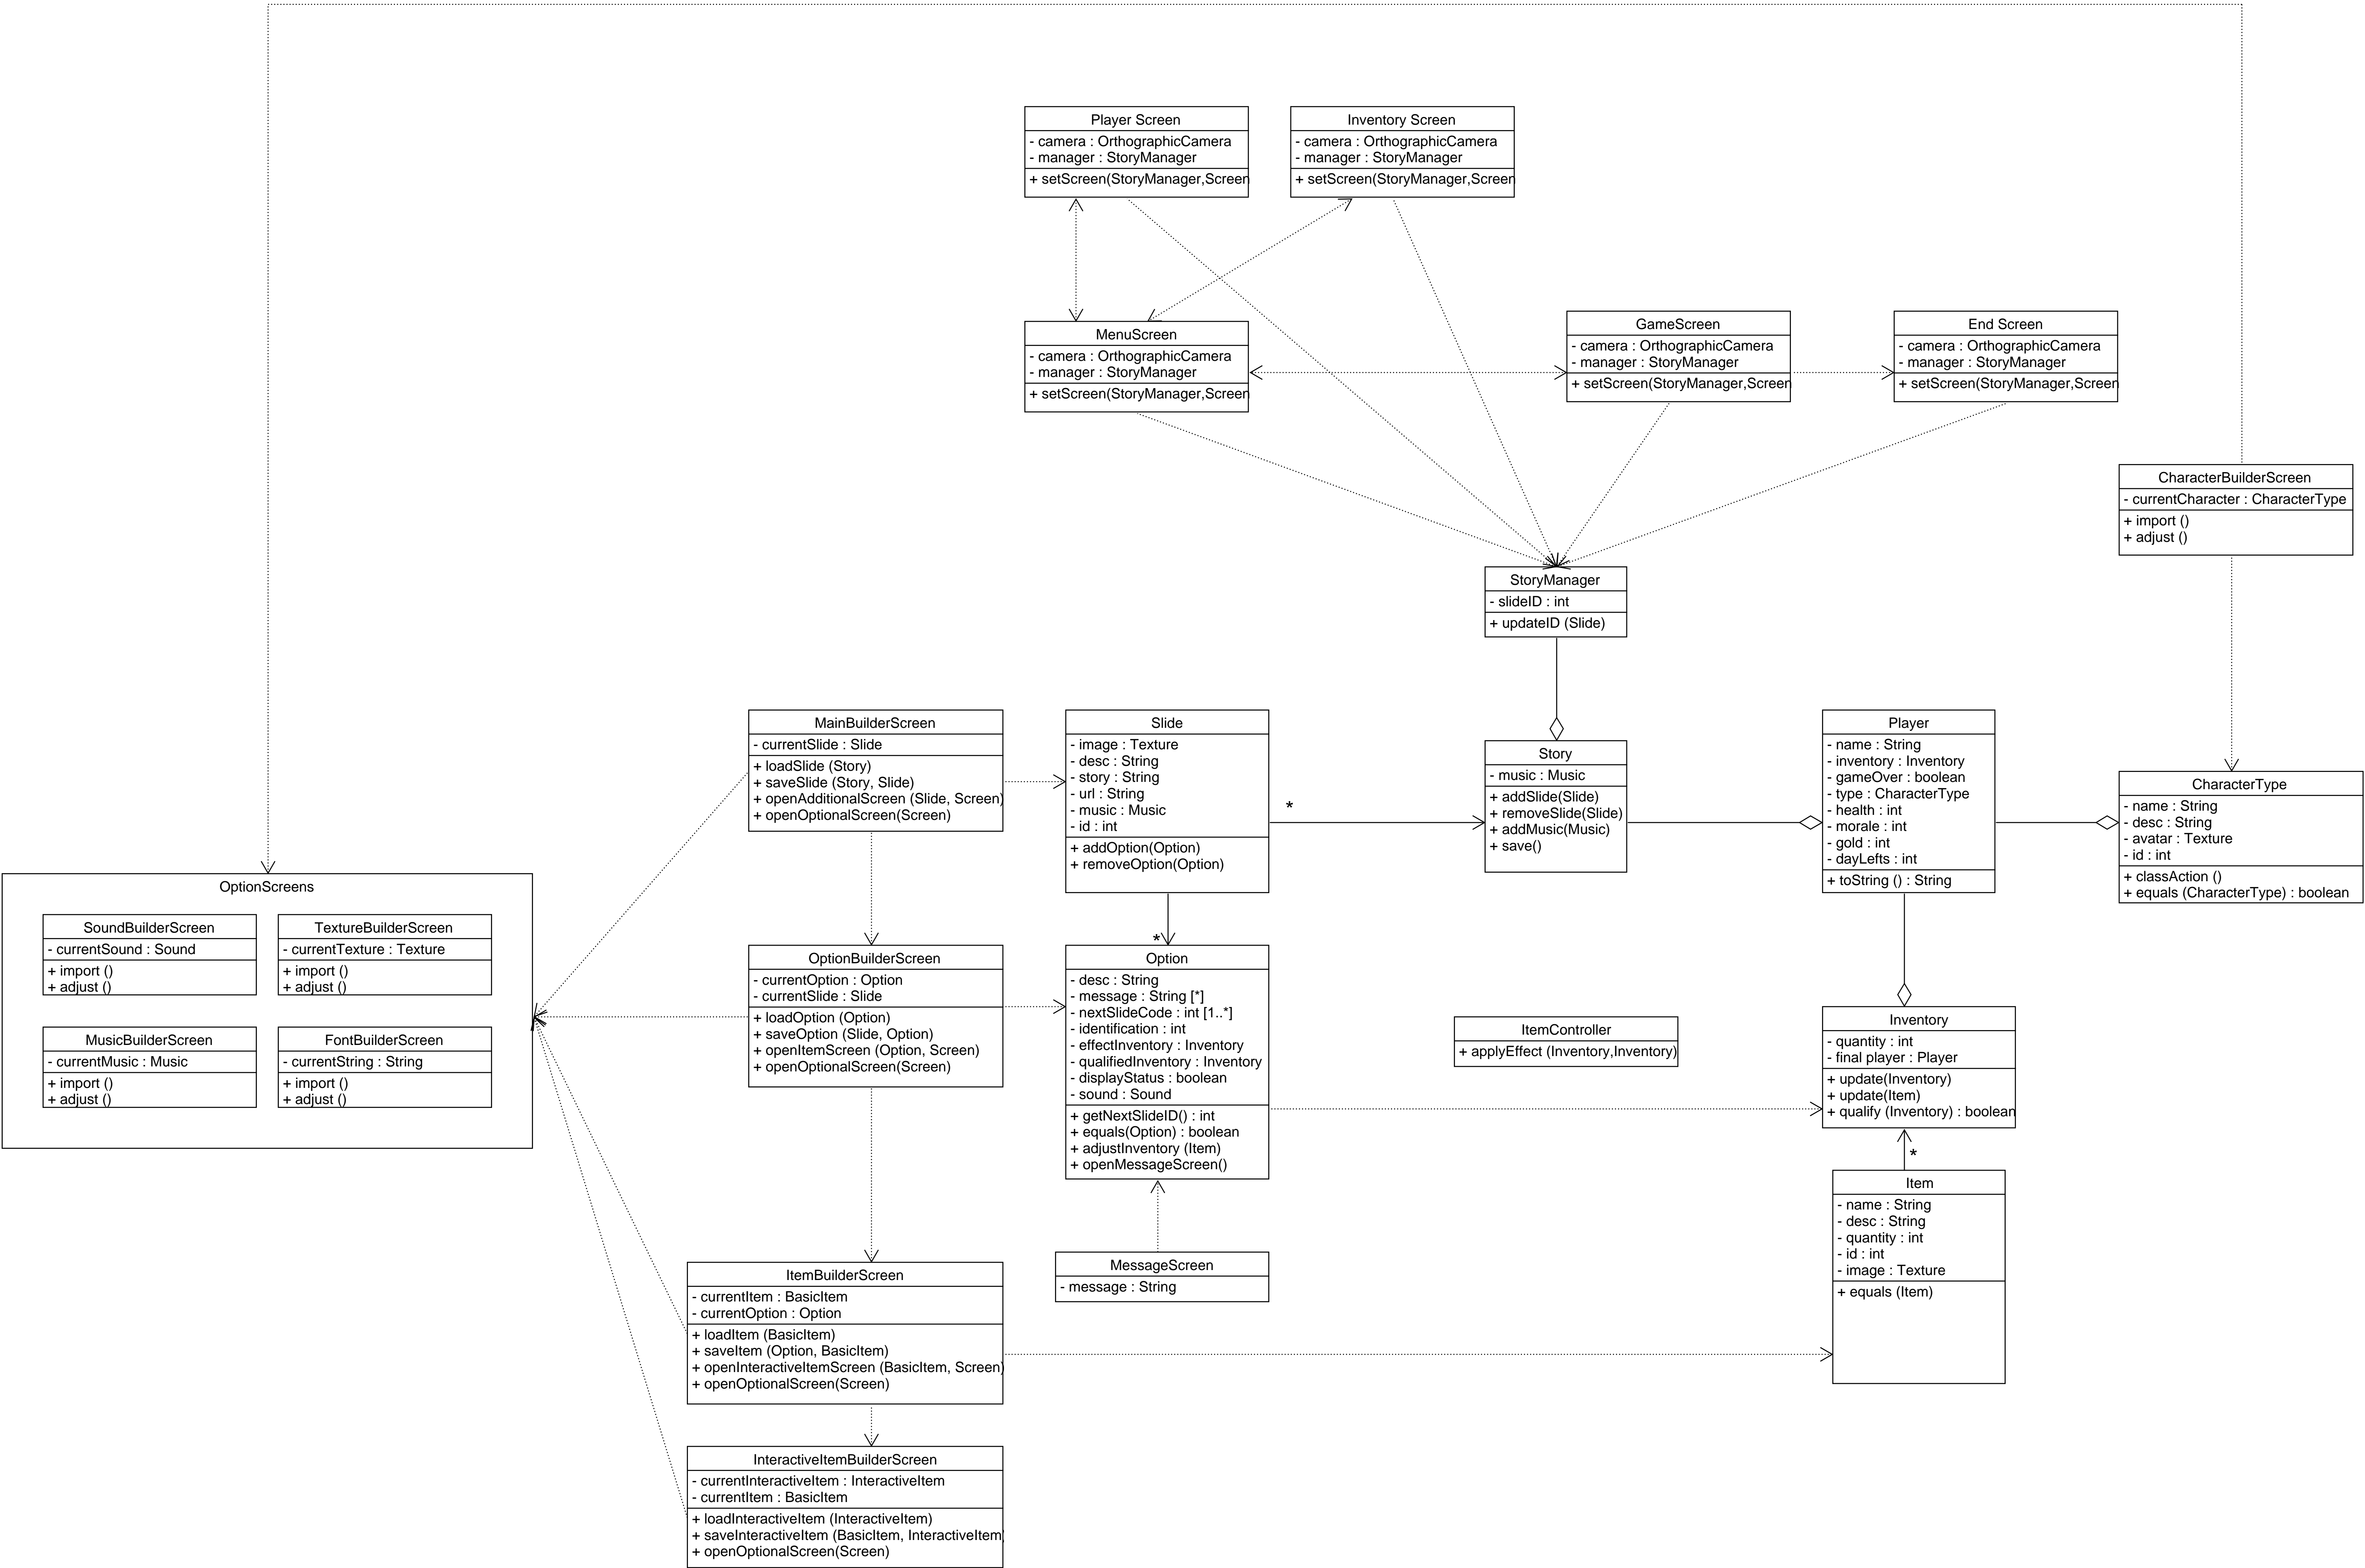 Player Screen
- camera : OrthographicCamera
- manager : StoryManager
+ setScreen(StoryManager,Screen
Inventory Screen
- camera : OrthographicCamera
- manager : StoryManager
+ setScreen(StoryManager,Screen
MenuScreen
- camera : OrthographicCamera
- manager : StoryManager
+ setScreen(StoryManager,Screen
GameScreen
- camera : OrthographicCamera
- manager : StoryManager
+ setScreen(StoryManager,Screen
End Screen
- camera : OrthographicCamera
- manager : StoryManager
+ setScreen(StoryManager,Screen
CharacterBuilderScreen
- currentCharacter : CharacterType
+ import ()
+ adjust ()
StoryManager
- slideID : int
+ updateID (Slide)
MainBuilderScreen
- currentSlide : Slide
+ loadSlide (Story)
+ saveSlide (Story, Slide)
+ openAdditionalScreen (Slide, Screen)
+ openOptionalScreen(Screen)
Slide
- image : Texture
- desc : String
- story : String
- url : String
- music : Music
- id : int
+ addOption(Option)
+ removeOption(Option)
*
Story
- music : Music
+ addSlide(Slide)
+ removeSlide(Slide)
+ addMusic(Music)
+ save()
Player
- name : String
- inventory : Inventory
- gameOver : boolean
- type : CharacterType
- health : int
- morale : int
- gold : int
- dayLefts : int
+ toString () : String
CharacterType
- name : String
- desc : String
- avatar : Texture
- id : int
+ classAction ()
+ equals (CharacterType) : boolean
OptionScreens
SoundBuilderScreen
- currentSound : Sound
+ import ()
+ adjust ()
TextureBuilderScreen
- currentTexture : Texture
+ import ()
+ adjust ()
MusicBuilderScreen
- currentMusic : Music
+ import ()
+ adjust ()
FontBuilderScreen
- currentString : String
+ import ()
+ adjust ()
OptionBuilderScreen
- currentOption : Option
- currentSlide : Slide
+ loadOption (Option)
+ saveOption (Slide, Option)
+ openItemScreen (Option, Screen)
+ openOptionalScreen(Screen)
*
Option
- desc : String
- message : String [*]
- nextSlideCode : int [1..*]
- identification : int
- effectInventory : Inventory
- qualifiedInventory : Inventory
- displayStatus : boolean
- sound : Sound
+ getNextSlideID() : int
+ equals(Option) : boolean
+ adjustInventory (Item)
+ openMessageScreen()
ItemController
+ applyEffect (Inventory,Inventory)
Inventory
- quantity : int
- final player : Player
+ update(Inventory)
+ update(Item)
+ qualify (Inventory) : boolean
*
Item
- name : String
- desc : String
- quantity : int
- id : int
- image : Texture
+ equals (Item)
MessageScreen
- message : String
ItemBuilderScreen
- currentItem : BasicItem
- currentOption : Option
+ loadItem (BasicItem)
+ saveItem (Option, BasicItem)
+ openInteractiveItemScreen (BasicItem, Screen)
+ openOptionalScreen(Screen)
InteractiveItemBuilderScreen
- currentInteractiveItem : InteractiveItem
- currentItem : BasicItem
+ loadInteractiveItem (InteractiveItem)
+ saveInteractiveItem (BasicItem, InteractiveItem)
+ openOptionalScreen(Screen)